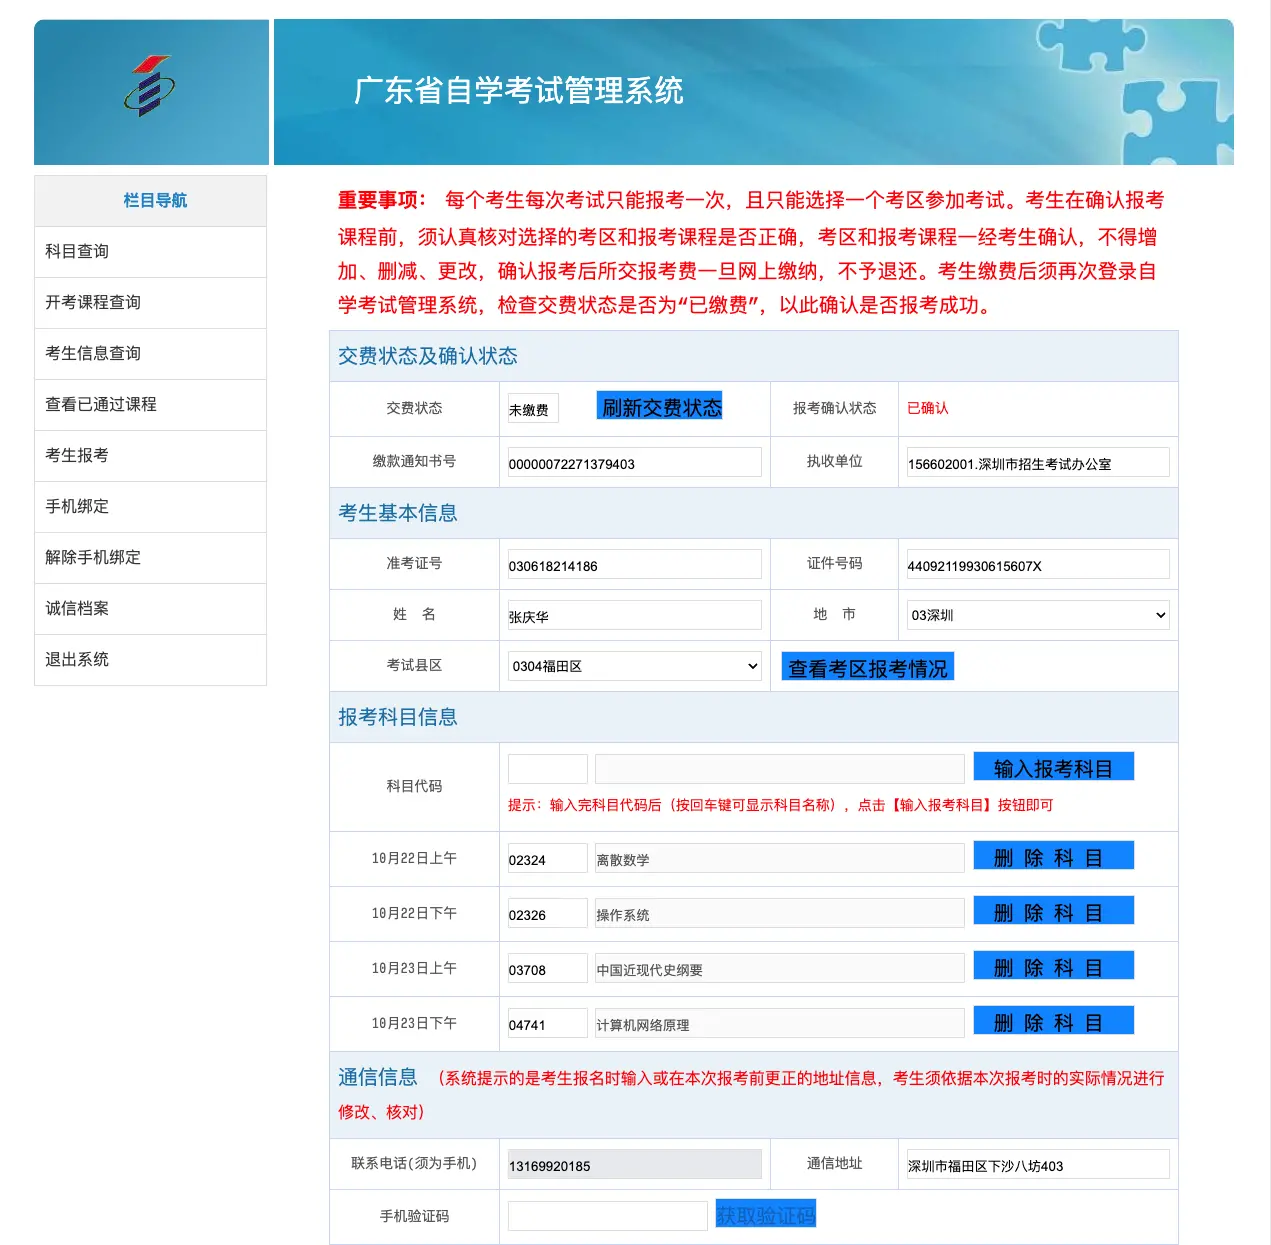 广东省自学考试管理系统
栏目导航
科目查询
开考课程查询
考生信息查询
查看已通过课程
考生报考
手机绑定
解除手机绑定
诚信档案
退出系统
重要事项： 每个考生每次考试只能报考一次，且只能选择一个考区参加考试。考生在确认报考
课程前，须认真核对选择的考区和报考课程是否正确，考区和报考课程一经考生确认，不得增
加、删减、更改，确认报考后所交报考费一旦网上缴纳，不予退还。考生缴费后须再次登录自
学考试管理系统，检查交费状态是否为“已缴费”，以此确认是否报考成功。
交费状态及确认状态
交费状态 未缴费 刷新交费状态 报考确认状态 已确认
缴款通知书号 00000072271379403 执收单位 156602001.深圳市招生考试办公室
考生基本信息
准考证号 030618214186 证件号码 44092119930615607X
姓 名 张庆华 地 市 03深圳
考试县区 0304福田区 查看考区报考情况
报考科目信息
科目代码 输入报考科目
提示：输入完科目代码后（按回车键可显示科目名称），点击【输入报考科目】按钮即可
10月22日上午 02324 离散数学 删 除 科 目
10月22日下午 02326 操作系统 删 除 科 目
10月23日上午 03708 中国近现代史纲要 删 除 科 目
10月23日下午 04741 计算机网络原理 删 除 科 目
通信信息 （系统提示的是考生报名时输入或在本次报考前更正的地址信息，考生须依据本次报考时的实际情况进行
修改、核对）
联系电话(须为手机) 13169920185 通信地址 深圳市福田区下沙八坊403
手机验证码 获取验证码